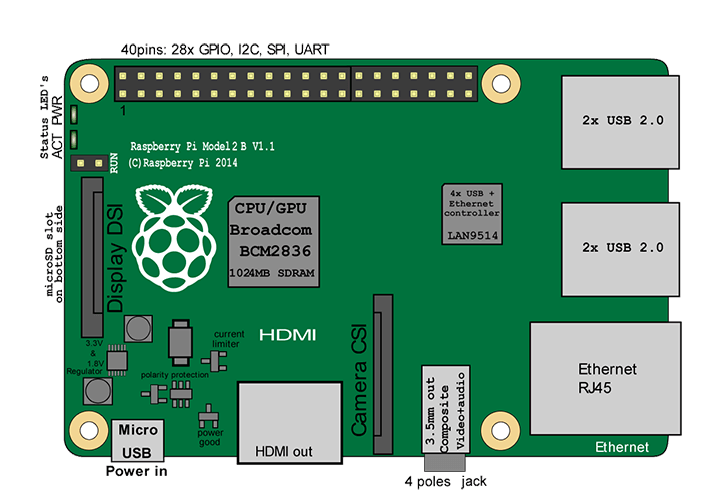 40pins: 28x GPIO, I2C, SPI, UART
1
Status LED's
ACT PWR
RUN
Raspberry Pi Model 2 B V1.1
(C)Raspberry Pi 2014
2x USB 2.0
microSD slot
on bottom side
Display DSI
CPU/GPU
Broadcom
BCM2836
1024MB SDRAM
4x USB +
Ethernet
controller
LAN9514
2x USB 2.0
3.3V
&
1.8V
Regulator
current
limiter
HDMI
Camera CSI
polarity protection
power
good
Ethernet
RJ45
Micro
USB
Power in
HDMI out
3.5mm out
Composite
Video+audio
4 poles jack
Ethernet